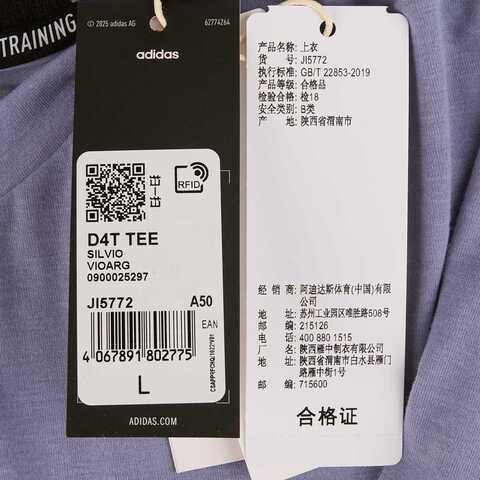 TRAINING
© 2025 adidas AG
62774264
adidas
RFID
D4T TEE
SILVIO
VIOARG
0900025297
JI5772 A50
EAN
4 067891 802775
L
ADIDAS.COM
产品名称: 上衣
货 号: JI5772
执行标准: GB/T 22853-2019
产品等级: 合格品
检验合格: 检18
安全类别: B类
产 地: 陕西省渭南市
经 销 商: 阿迪达斯体育(中国)有限
公司
地 址: 苏州工业园区唯胜路508号
邮 编: 215126
电 话: 400 880 1515
厂 名: 陕西雁中制衣有限公司
地 址: 陕西省渭南市白水县雁门
路雁中街1号
邮 编: 715600
合格证